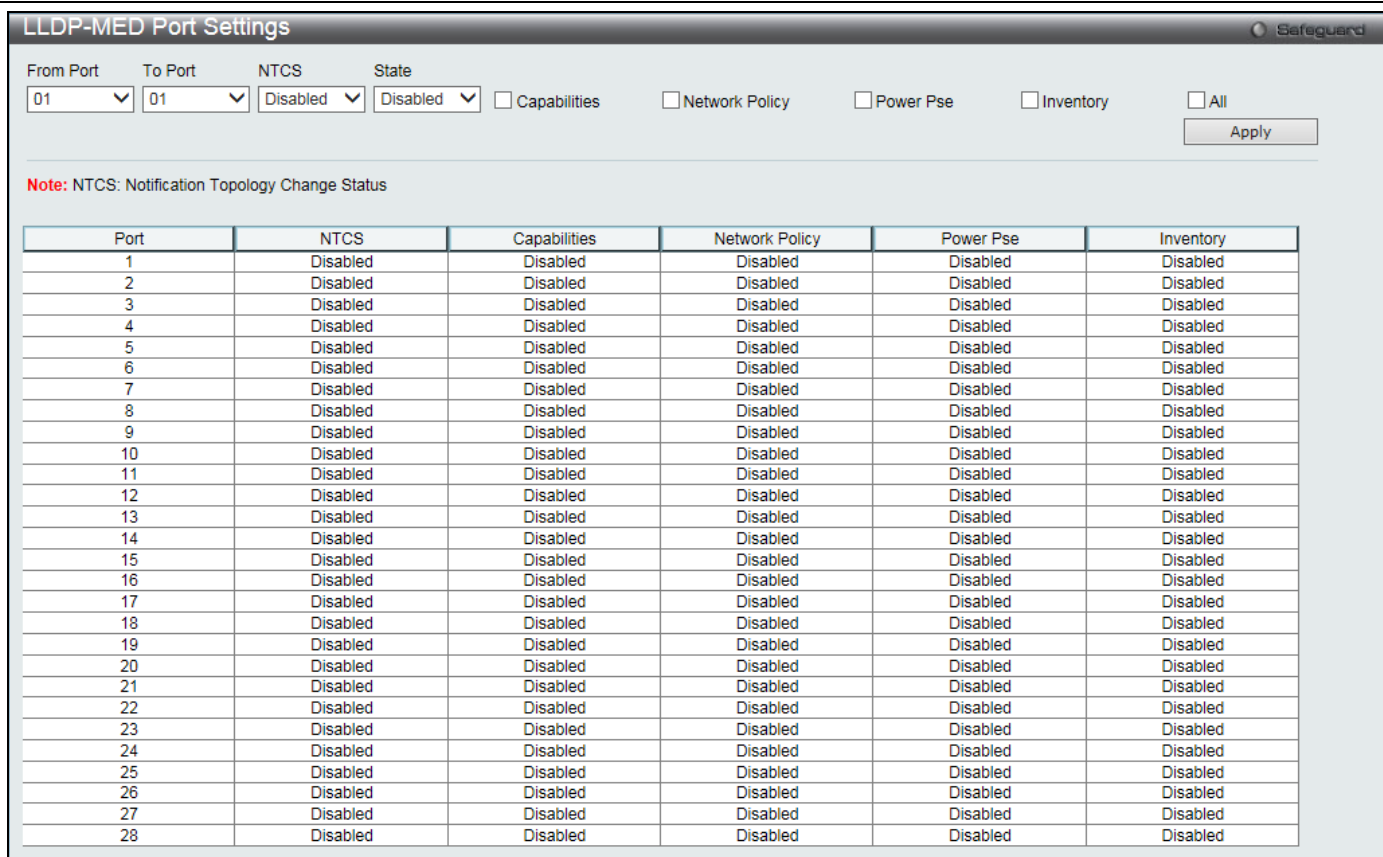 LLDP-MED Port Settings
Safeguard
From Port To Port NTCS State
01 01 Disabled Disabled Capabilities Network Policy Power Pse Inventory All
Apply
Note: NTCS: Notification Topology Change Status
Port NTCS Capabilities Network Policy Power Pse Inventory
1 Disabled Disabled Disabled Disabled Disabled
2 Disabled Disabled Disabled Disabled Disabled
3 Disabled Disabled Disabled Disabled Disabled
4 Disabled Disabled Disabled Disabled Disabled
5 Disabled Disabled Disabled Disabled Disabled
6 Disabled Disabled Disabled Disabled Disabled
7 Disabled Disabled Disabled Disabled Disabled
8 Disabled Disabled Disabled Disabled Disabled
9 Disabled Disabled Disabled Disabled Disabled
10 Disabled Disabled Disabled Disabled Disabled
11 Disabled Disabled Disabled Disabled Disabled
12 Disabled Disabled Disabled Disabled Disabled
13 Disabled Disabled Disabled Disabled Disabled
14 Disabled Disabled Disabled Disabled Disabled
15 Disabled Disabled Disabled Disabled Disabled
16 Disabled Disabled Disabled Disabled Disabled
17 Disabled Disabled Disabled Disabled Disabled
18 Disabled Disabled Disabled Disabled Disabled
19 Disabled Disabled Disabled Disabled Disabled
20 Disabled Disabled Disabled Disabled Disabled
21 Disabled Disabled Disabled Disabled Disabled
22 Disabled Disabled Disabled Disabled Disabled
23 Disabled Disabled Disabled Disabled Disabled
24 Disabled Disabled Disabled Disabled Disabled
25 Disabled Disabled Disabled Disabled Disabled
26 Disabled Disabled Disabled Disabled Disabled
27 Disabled Disabled Disabled Disabled Disabled
28 Disabled Disabled Disabled Disabled Disabled